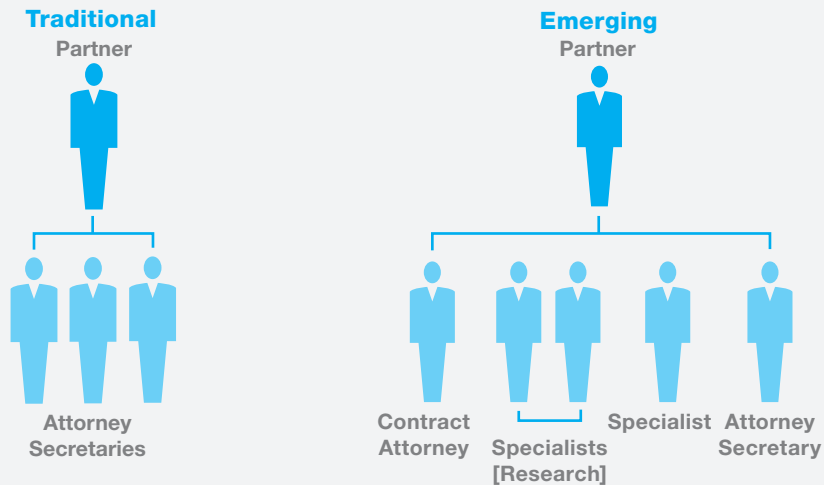 Traditional
Partner
Attorney
Secretaries
Emerging
Partner
Contract
Attorney
Specialists
[Research]
Specialist
Attorney
Secretary